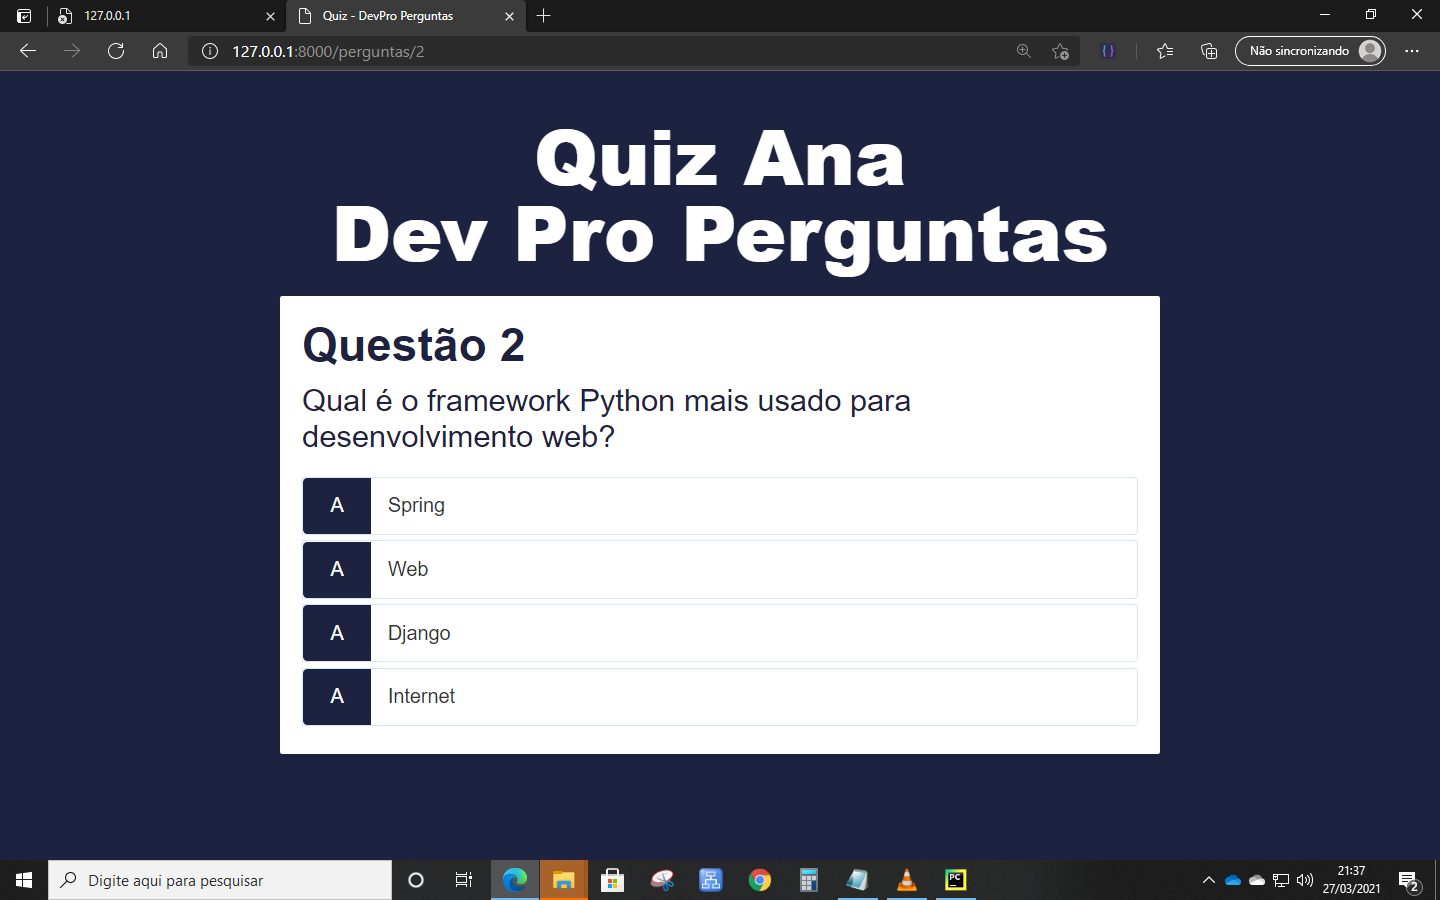 127.0.0.1
Quiz - DevPro Perguntas
127.0.0.1:8000/perguntas/2
Não sincronizando
Quiz Ana
Dev Pro Perguntas
Questão 2
Qual é o framework Python mais usado para
desenvolvimento web?
A Spring
A Web
A Django
A Internet
Digite aqui para pesquisar
PC
21:37
27/03/2021
2